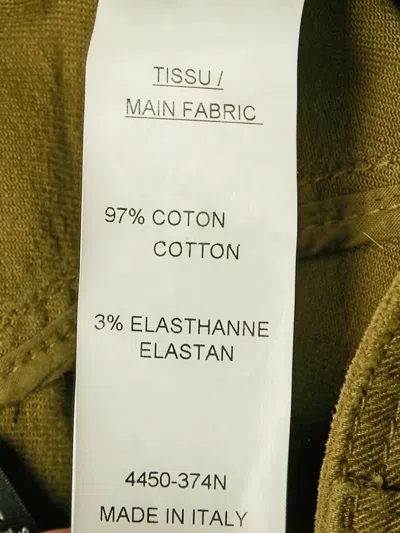 TISSU /
MAIN FABRIC
97% COTON
COTTON
3% ELASTHANNE
ELASTAN
4450-374N
MADE IN ITALY